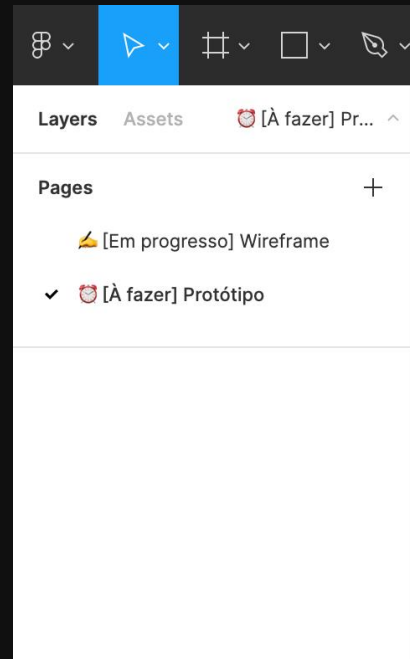 Layers Assets ⏰ [À fazer] Pr...
Pages
✍️ [Em progresso] Wireframe
⏰ [À fazer] Protótipo